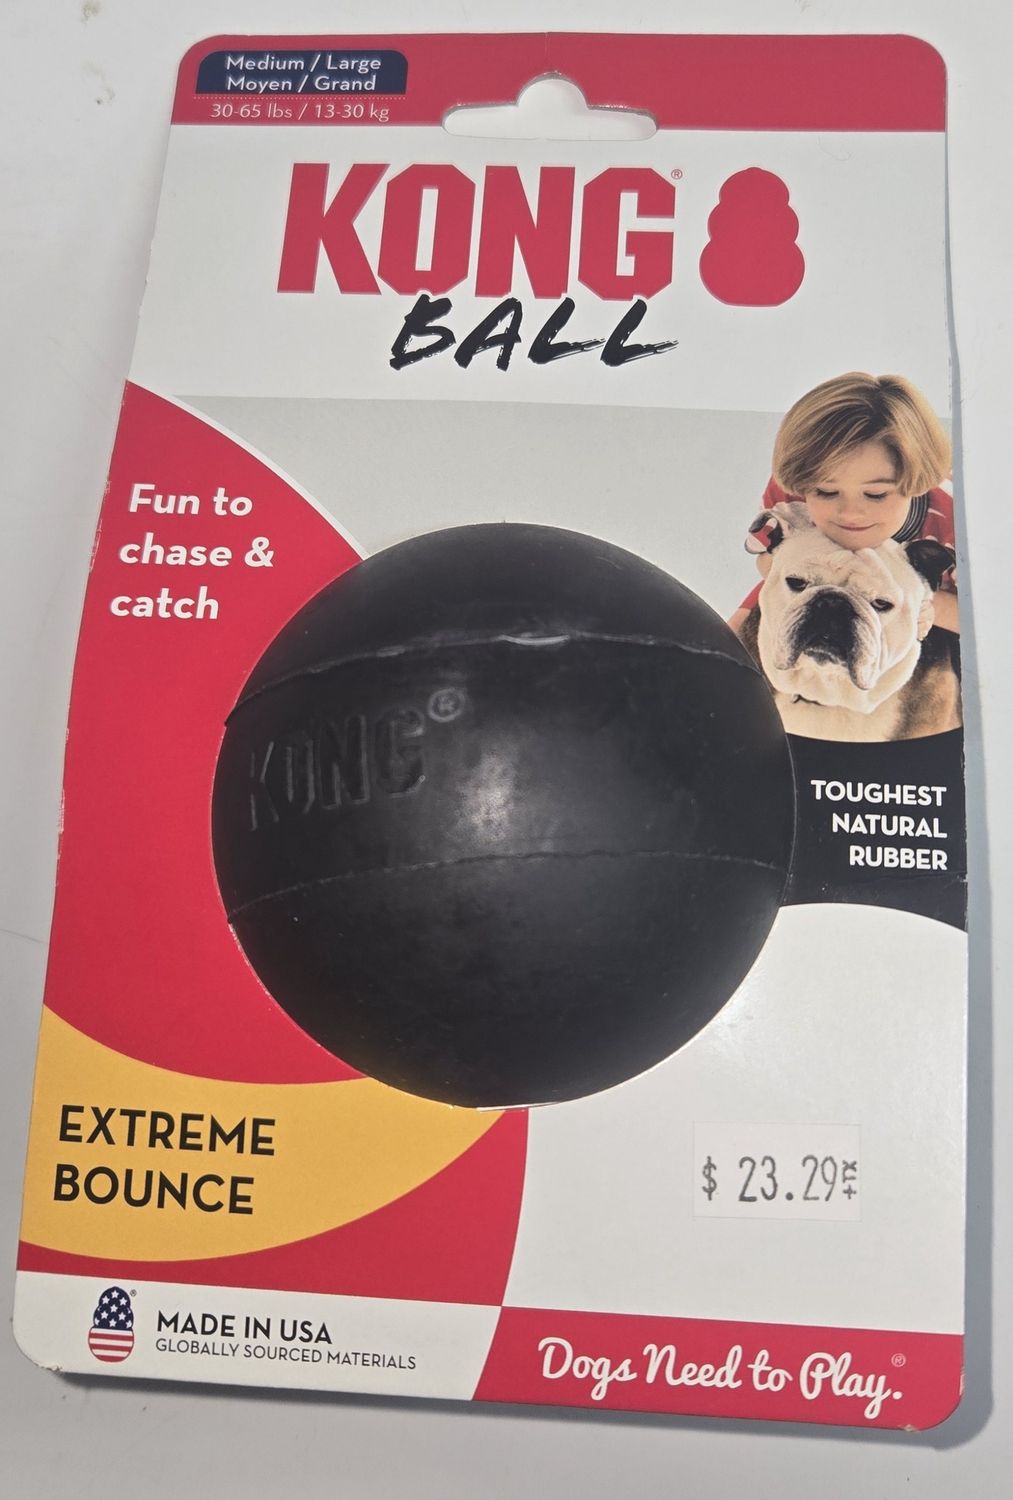 Medium / Large
Moyen / Grand
30-65 lbs / 13-30 kg
KONG®
BALL
Fun to
chase &
catch
KONG®
TOUGHEST
NATURAL
RUBBER
EXTREME
BOUNCE
$ 23.29 +TX
MADE IN USA
GLOBALLY SOURCED MATERIALS
Dogs Need to Play.®